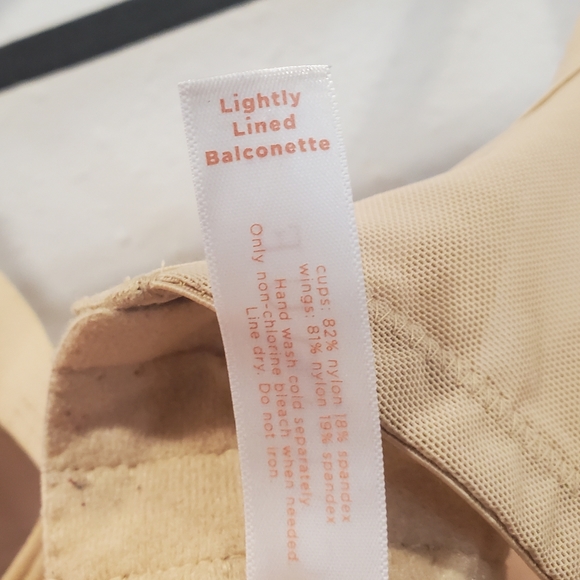 Lightly
Lined
Balconette
cups: 82% nylon 18% spandex
wings: 81% nylon 19% spandex
Hand wash cold separately.
Only non-chlorine bleach when needed
Line dry. Do not iron.